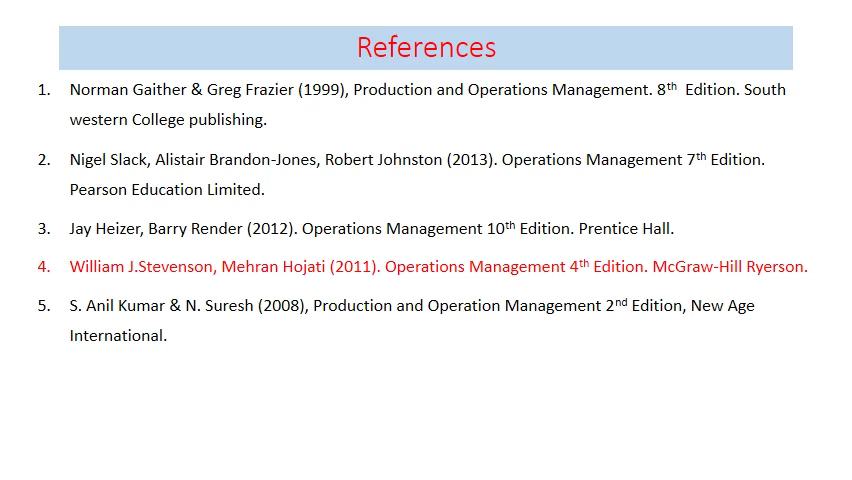 References
1. Norman Gaither & Greg Frazier (1999), Production and Operations Management. 8th Edition. South
western College publishing.
2. Nigel Slack, Alistair Brandon-Jones, Robert Johnston (2013). Operations Management 7th Edition.
Pearson Education Limited.
3. Jay Heizer, Barry Render (2012). Operations Management 10th Edition. Prentice Hall.
4. William J.Stevenson, Mehran Hojati (2011). Operations Management 4th Edition. McGraw-Hill Ryerson.
5. S. Anil Kumar & N. Suresh (2008), Production and Operation Management 2nd Edition, New Age
International.